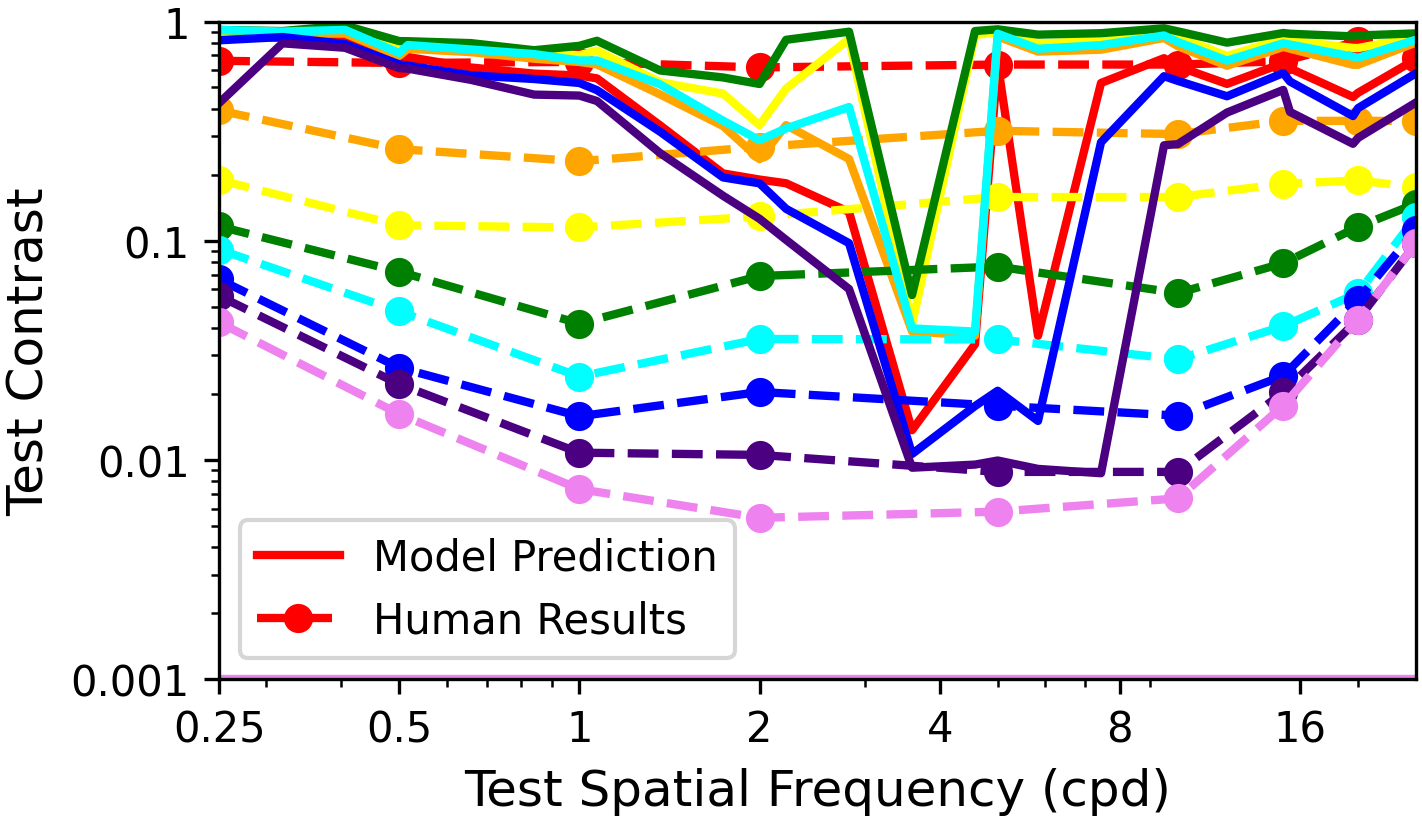 1
0.1
0.01
0.001
Test Contrast
Model Prediction
Human Results
0.25 0.5 1 2 4 8 16
Test Spatial Frequency (cpd)